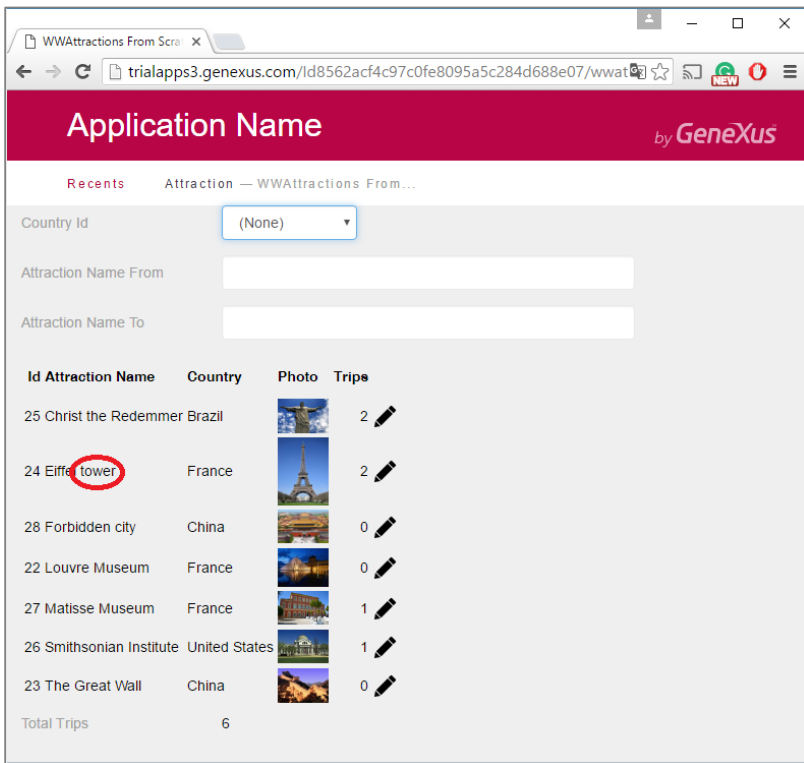 WWAttractions From Scra
trialapps3.genexus.com/Id8562acf4c97c0fe8095a5c284d688e07/wwat
NEW
Application Name
by GeneXus
Recents Attraction — WWAttractions From...
Country Id (None)
Attraction Name From
Attraction Name To
Id Attraction Name Country Photo Trips
25 Christ the Redemmer Brazil 2
24 Eiffel tower France 2
28 Forbidden city China 0
22 Louvre Museum France 0
27 Matisse Museum France 1
26 Smithsonian Institute United States 1
23 The Great Wall China 0
Total Trips 6